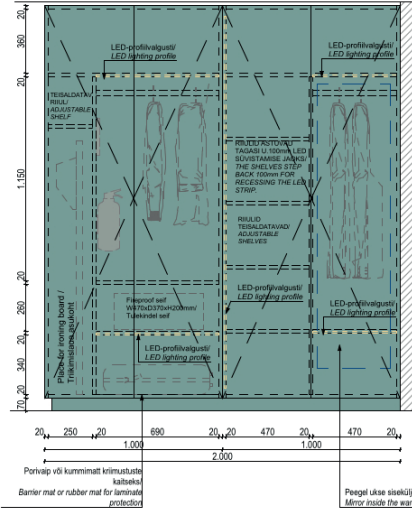 20
360
20
1.150
20
260
20
340
20
70
LED-profiilvalgusti/
LED lighting profile
LED-profiilvalgusti/
LED lighting profile
TEISALDATAV
RIIUL/
ADJUSTABLE
SHELF
RIIULID ASTUVAD
TAGASI U.100mm LED
SÜVISTAMISE JAOKS/
THE SHELVES STEP
BACK 100mm FOR
RECESSING THE LED
STRIP.
RIIULID
TEISALDATAVAD/
ADJUSTABLE
SHELVES
LED-profiilvalgusti/
LED lighting profile
Fireproof seif
W470xD370xH200mm/
Tulekindel seif
LED-profiilvalgusti/
LED lighting profile
LED-profiilvalgusti/
LED lighting profile
Place for ironing board /
Triikimislaua asukoht
20 250 20 690 20 20 470 20 470 20
1.000 1.000
2.000
Porivaip või kummimatt kriimustuste
kaitseks/
Barrier mat or rubber mat for laminate
protection
Peegel ukse sisekülj
Mirror inside the war